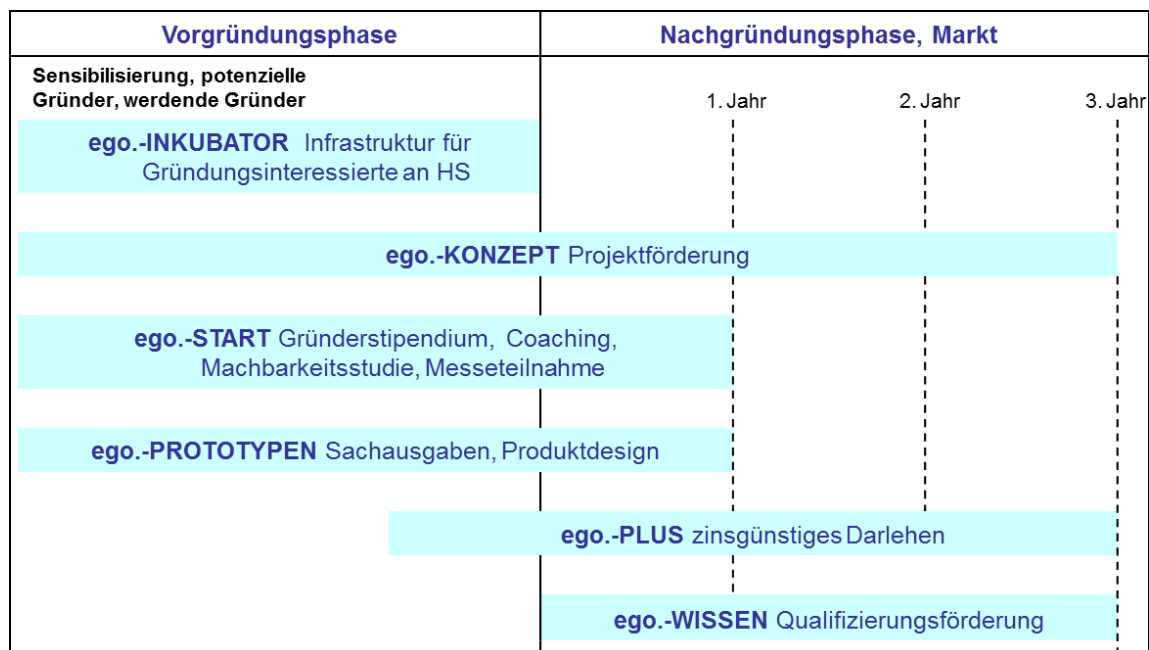 Vorgründungsphase
Nachgründungsphase, Markt
Sensibilisierung, potenzielle
Gründer, werdende Gründer
1. Jahr
2. Jahr
3. Jahr
ego.-INKUBATOR Infrastruktur für
Gründungsinteressierte an HS
ego.-KONZEPT Projektförderung
ego.-START Gründerstipendium, Coaching,
Machbarkeitsstudie, Messeteilnahme
ego.-PROTOTYPEN Sachausgaben, Produktdesign
ego.-PLUS zinsgünstiges Darlehen
ego.-WISSEN Qualifizierungsförderung